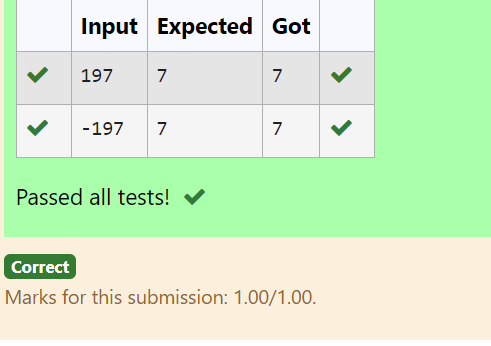 Input Expected Got
197 7 7
-197 7 7
Passed all tests!
Correct
Marks for this submission: 1.00/1.00.